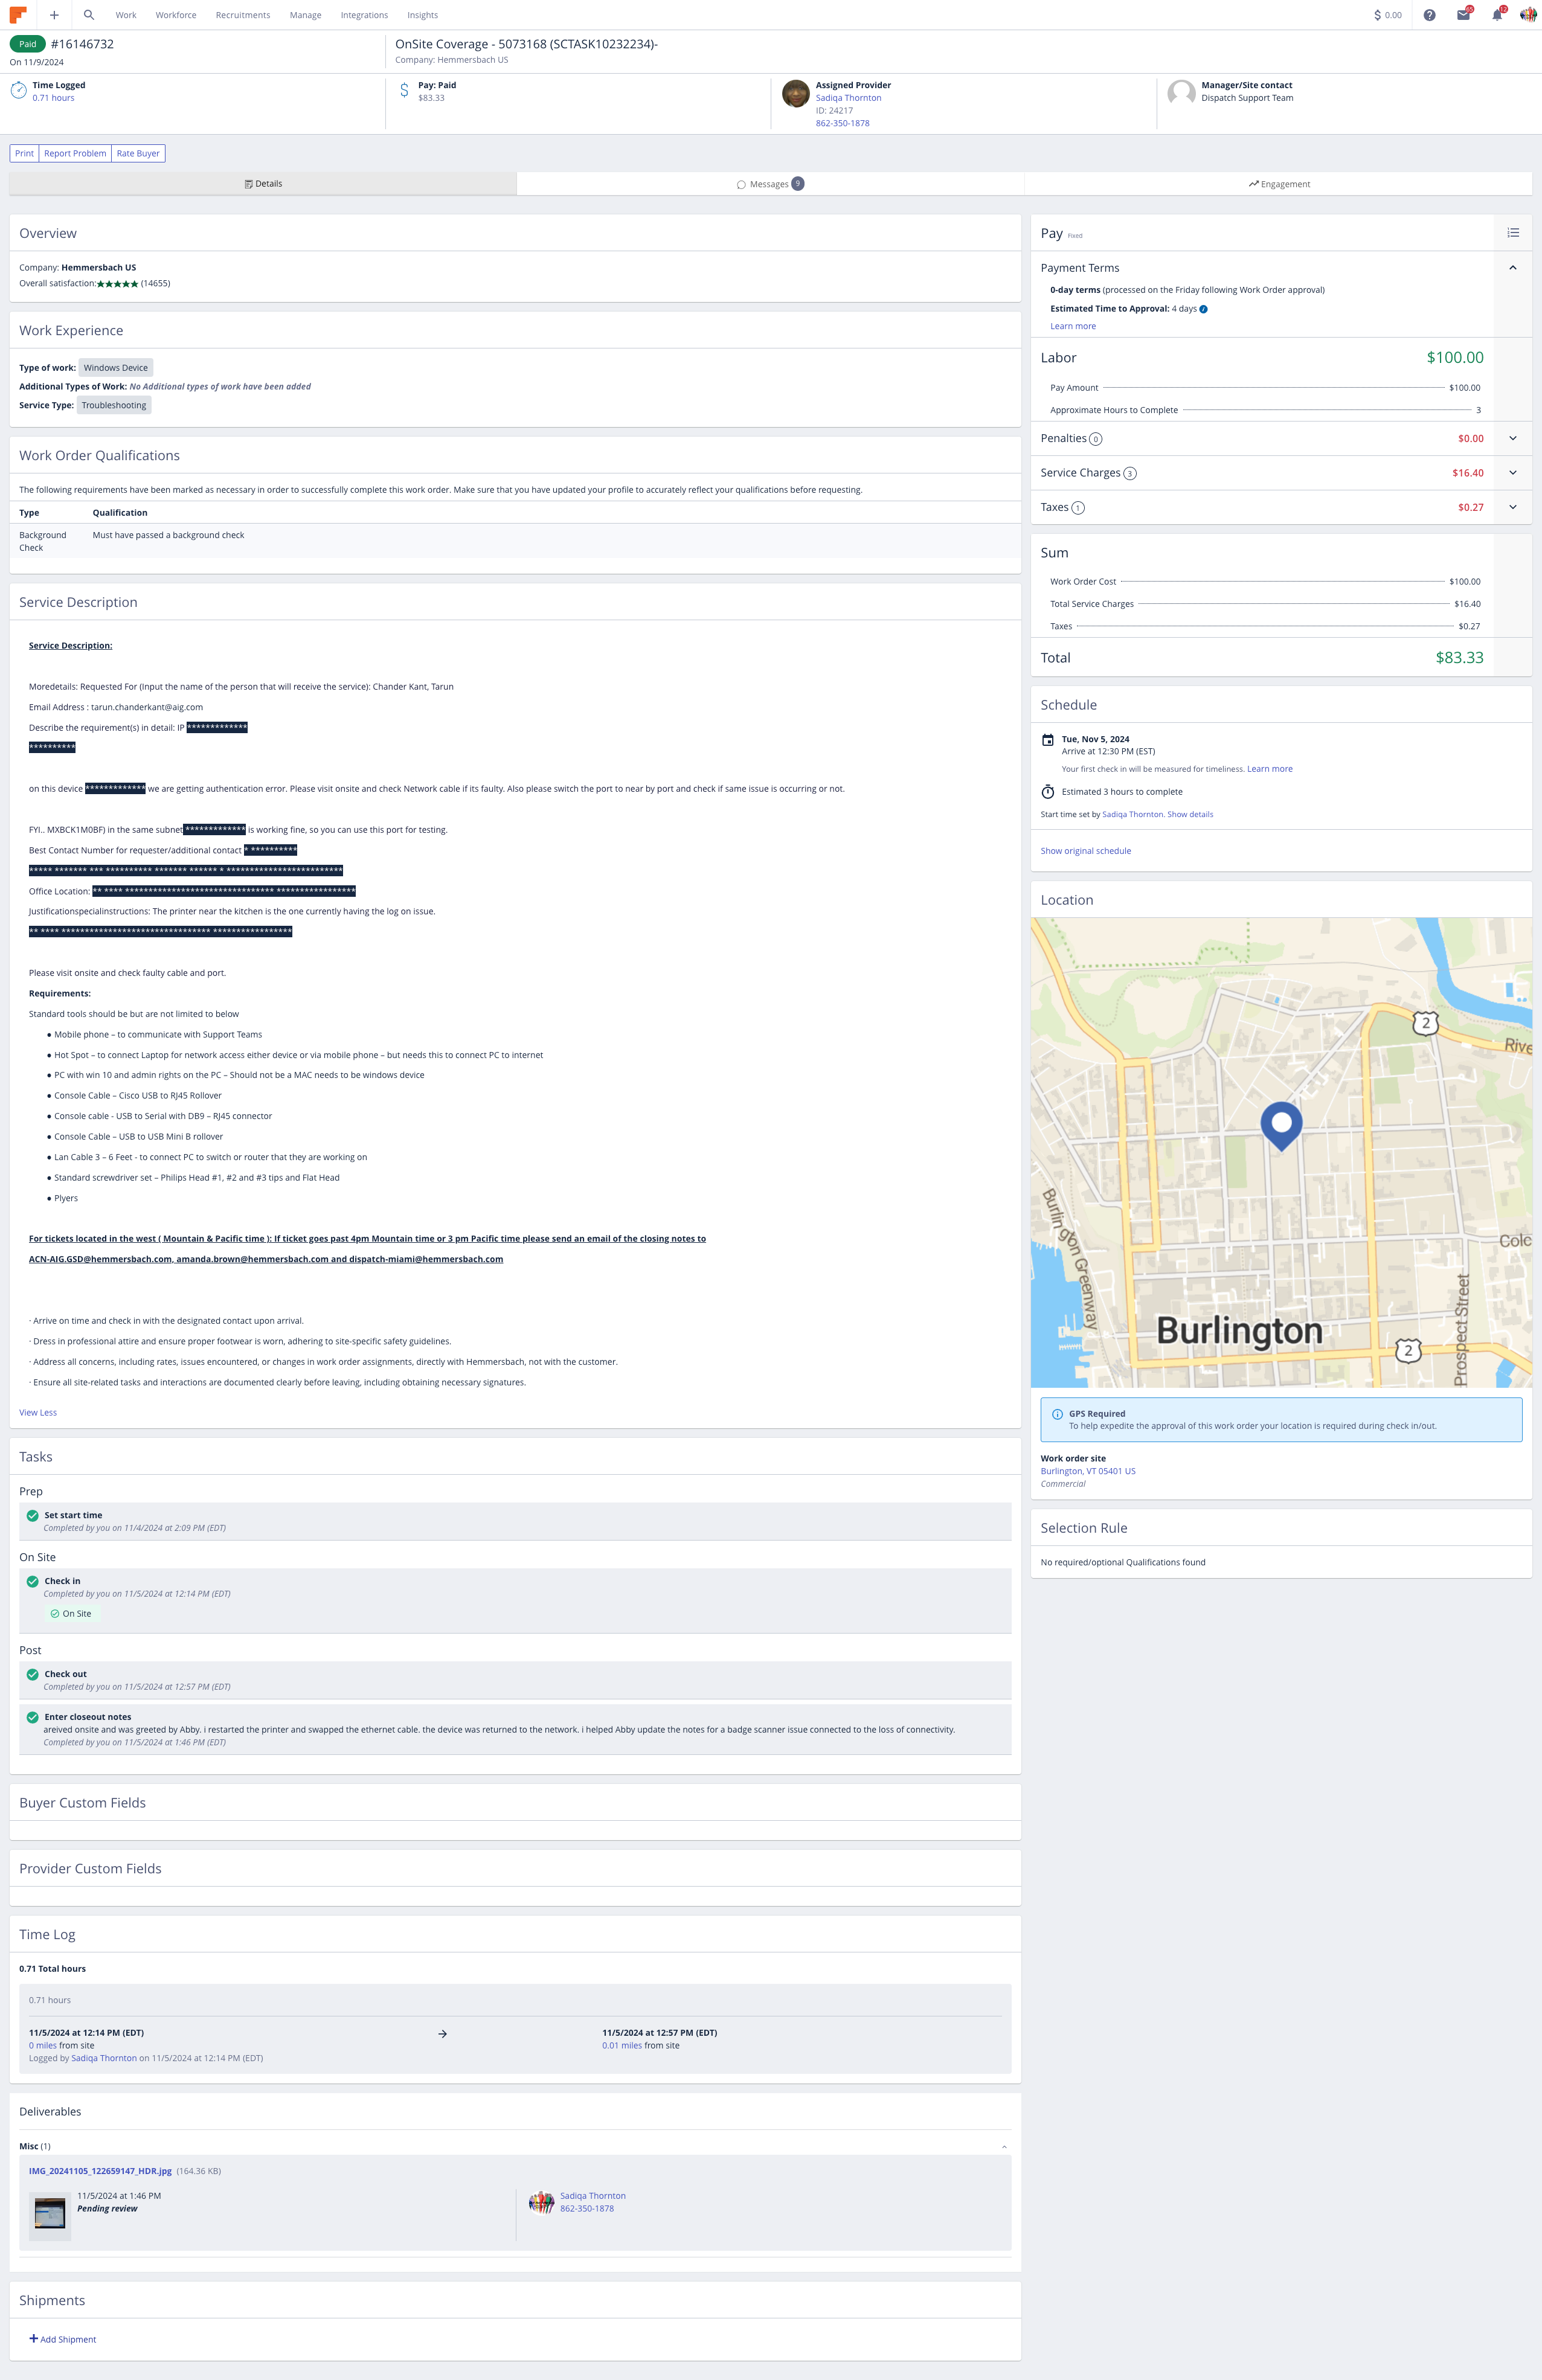 Work Workforce Recruitments Manage Integrations Insights $ 0.00
Paid #16146732
On 11/9/2024
OnSite Coverage - 5073168 (SCTASK10232234)-
Company: Hemmersbach US
Time Logged
0.71 hours
Pay: Paid
$83.33
Assigned Provider
Sadiqa Thornton
ID: 24217
862-350-1878
Manager/Site contact
Dispatch Support Team
Print Report Problem Rate Buyer
Details Messages 9 Engagement
Overview
Company: Hemmersbach US
Overall satisfaction:★★★★★ (14655)
Work Experience
Type of work: Windows Device
Additional Types of Work: No Additional types of work have been added
Service Type: Troubleshooting
Work Order Qualifications
The following requirements have been marked as necessary in order to successfully complete this work order. Make sure that you have updated your profile to accurately reflect your qualifications before requesting.
Type Qualification
Background Check Must have passed a background check
Service Description
Service Description:
Moredetails: Requested For (Input the name of the person that will receive the service): Chander Kant, Tarun
Email Address : tarun.chanderkant@aig.com
Describe the requirement(s) in detail: IP *************
**********
on this device ************* we are getting authentication error. Please visit onsite and check Network cable if its faulty. Also please switch the port to near by port and check if same issue is occurring or not.
FYI.. MXBCK1M0BF) in the same subnet ************* is working fine, so you can use this port for testing.
Best Contact Number for requester/additional contact * **********
***** ******* *** ********** ******* ****** * *************************
Office Location: ** **** ******************************** *****************
Justificationspecialinstructions: The printer near the kitchen is the one currently having the log on issue.
** **** ******************************** *****************
Please visit onsite and check faulty cable and port.
Requirements:
Standard tools should be but are not limited to below
● Mobile phone – to communicate with Support Teams
● Hot Spot – to connect Laptop for network access either device or via mobile phone – but needs this to connect PC to internet
● PC with win 10 and admin rights on the PC – Should not be a MAC needs to be windows device
● Console Cable – Cisco USB to RJ45 Rollover
● Console cable - USB to Serial with DB9 – RJ45 connector
● Console Cable – USB to USB Mini B rollover
● Lan Cable 3 – 6 Feet - to connect PC to switch or router that they are working on
● Standard screwdriver set – Philips Head #1, #2 and #3 tips and Flat Head
● Plyers
For tickets located in the west ( Mountain & Pacific time ): If ticket goes past 4pm Mountain time or 3 pm Pacific time please send an email of the closing notes to
ACN-AIG.GSD@hemmersbach.com, amanda.brown@hemmersbach.com and dispatch-miami@hemmersbach.com
· Arrive on time and check in with the designated contact upon arrival.
· Dress in professional attire and ensure proper footwear is worn, adhering to site-specific safety guidelines.
· Address all concerns, including rates, issues encountered, or changes in work order assignments, directly with Hemmersbach, not with the customer.
· Ensure all site-related tasks and interactions are documented clearly before leaving, including obtaining necessary signatures.
View Less
Tasks
Prep
Set start time
Completed by you on 11/4/2024 at 2:09 PM (EDT)
On Site
Check in
Completed by you on 11/5/2024 at 12:14 PM (EDT)
On Site
Post
Check out
Completed by you on 11/5/2024 at 12:57 PM (EDT)
Enter closeout notes
areived onsite and was greeted by Abby. i restarted the printer and swapped the ethernet cable. the device was returned to the network. i helped Abby update the notes for a badge scanner issue connected to the loss of connectivity.
Completed by you on 11/5/2024 at 1:46 PM (EDT)
Buyer Custom Fields
Provider Custom Fields
Time Log
0.71 Total hours
0.71 hours
11/5/2024 at 12:14 PM (EDT)
0 miles from site
Logged by Sadiqa Thornton on 11/5/2024 at 12:14 PM (EDT)
11/5/2024 at 12:57 PM (EDT)
0.01 miles from site
Deliverables
Misc (1)
IMG_20241105_122659147_HDR.jpg (164.36 KB)
11/5/2024 at 1:46 PM
Pending review
Sadiqa Thornton
862-350-1878
Shipments
Add Shipment
Pay Fixed
Payment Terms
0-day terms (processed on the Friday following Work Order approval)
Estimated Time to Approval: 4 days
Learn more
Labor $100.00
Pay Amount $100.00
Approximate Hours to Complete 3
Penalties 0 $0.00
Service Charges 3 $16.40
Taxes 1 $0.27
Sum
Work Order Cost $100.00
Total Service Charges $16.40
Taxes $0.27
Total $83.33
Schedule
Tue, Nov 5, 2024
Arrive at 12:30 PM (EST)
Your first check in will be measured for timeliness. Learn more
Estimated 3 hours to complete
Start time set by Sadiqa Thornton. Show details
Show original schedule
Location
2
Rive
Colc
Burlington Greenway
Burlington
2
Prospect Street
GPS Required
To help expedite the approval of this work order your location is required during check in/out.
Work order site
Burlington, VT 05401 US
Commercial
Selection Rule
No required/optional Qualifications found